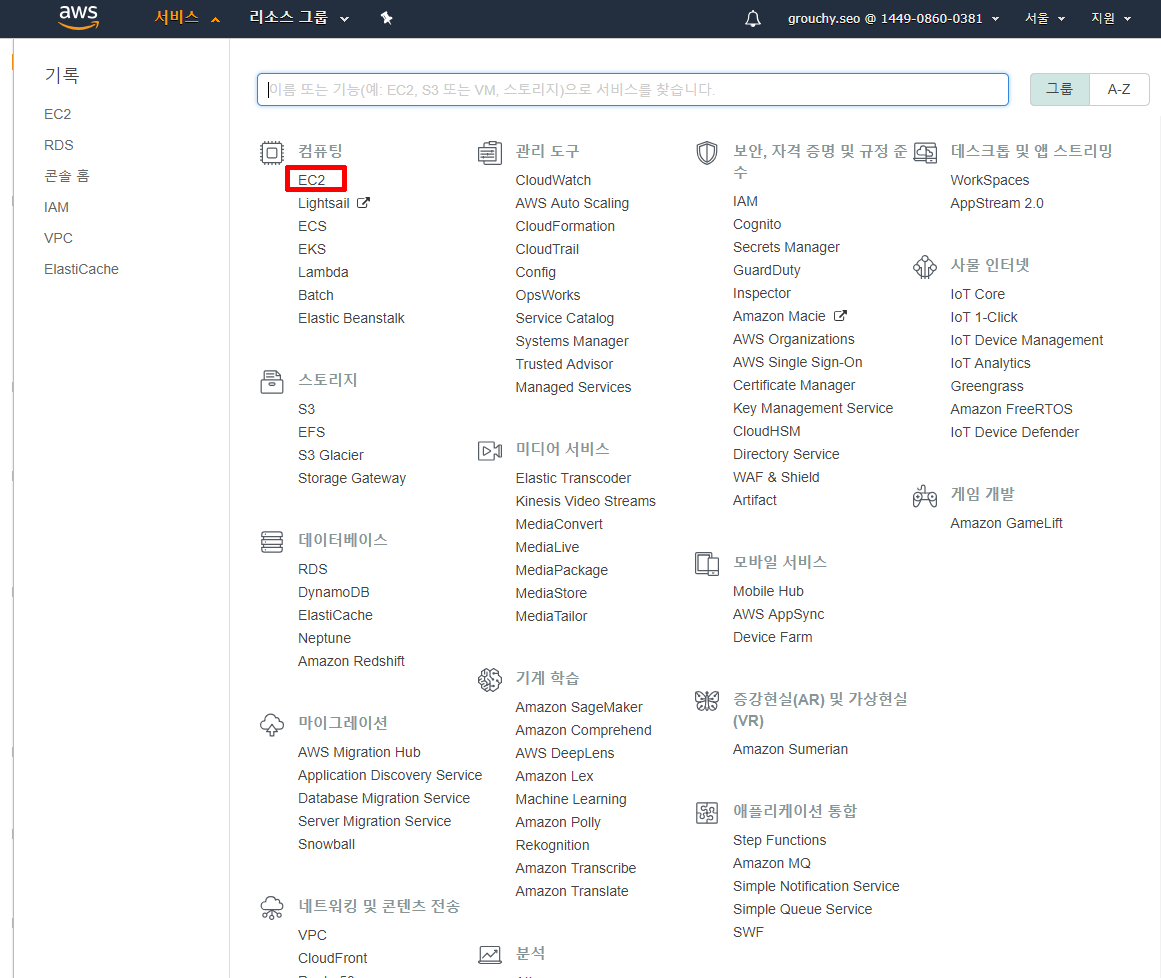 aws
서비스
리소스 그룹
grouchy.seo @ 1449-0860-0381
서울
지원
기록
EC2
RDS
콘솔 홈
IAM
VPC
ElastiCache
이름 또는 기능(예: EC2, S3 또는 VM, 스토리지)으로 서비스를 찾습니다.
그룹
A-Z
컴퓨팅
EC2
Lightsail
ECS
EKS
Lambda
Batch
Elastic Beanstalk
스토리지
S3
EFS
S3 Glacier
Storage Gateway
데이터베이스
RDS
DynamoDB
ElastiCache
Neptune
Amazon Redshift
마이그레이션
AWS Migration Hub
Application Discovery Service
Database Migration Service
Server Migration Service
Snowball
네트워킹 및 콘텐츠 전송
VPC
CloudFront
관리 도구
CloudWatch
AWS Auto Scaling
CloudFormation
CloudTrail
Config
OpsWorks
Service Catalog
Systems Manager
Trusted Advisor
Managed Services
미디어 서비스
Elastic Transcoder
Kinesis Video Streams
MediaConvert
MediaLive
MediaPackage
MediaStore
MediaTailor
기계 학습
Amazon SageMaker
Amazon Comprehend
AWS DeepLens
Amazon Lex
Machine Learning
Amazon Polly
Rekognition
Amazon Transcribe
Amazon Translate
분석
보안, 자격 증명 및 규정 준
수
IAM
Cognito
Secrets Manager
GuardDuty
Inspector
Amazon Macie
AWS Organizations
AWS Single Sign-On
Certificate Manager
Key Management Service
CloudHSM
Directory Service
WAF & Shield
Artifact
모바일 서비스
Mobile Hub
AWS AppSync
Device Farm
증강현실(AR) 및 가상현실
(VR)
Amazon Sumerian
애플리케이션 통합
Step Functions
Amazon MQ
Simple Notification Service
Simple Queue Service
SWF
데스크톱 및 앱 스트리밍
WorkSpaces
AppStream 2.0
사물 인터넷
IoT Core
IoT 1-Click
IoT Device Management
IoT Analytics
Greengrass
Amazon FreeRTOS
IoT Device Defender
게임 개발
Amazon GameLift